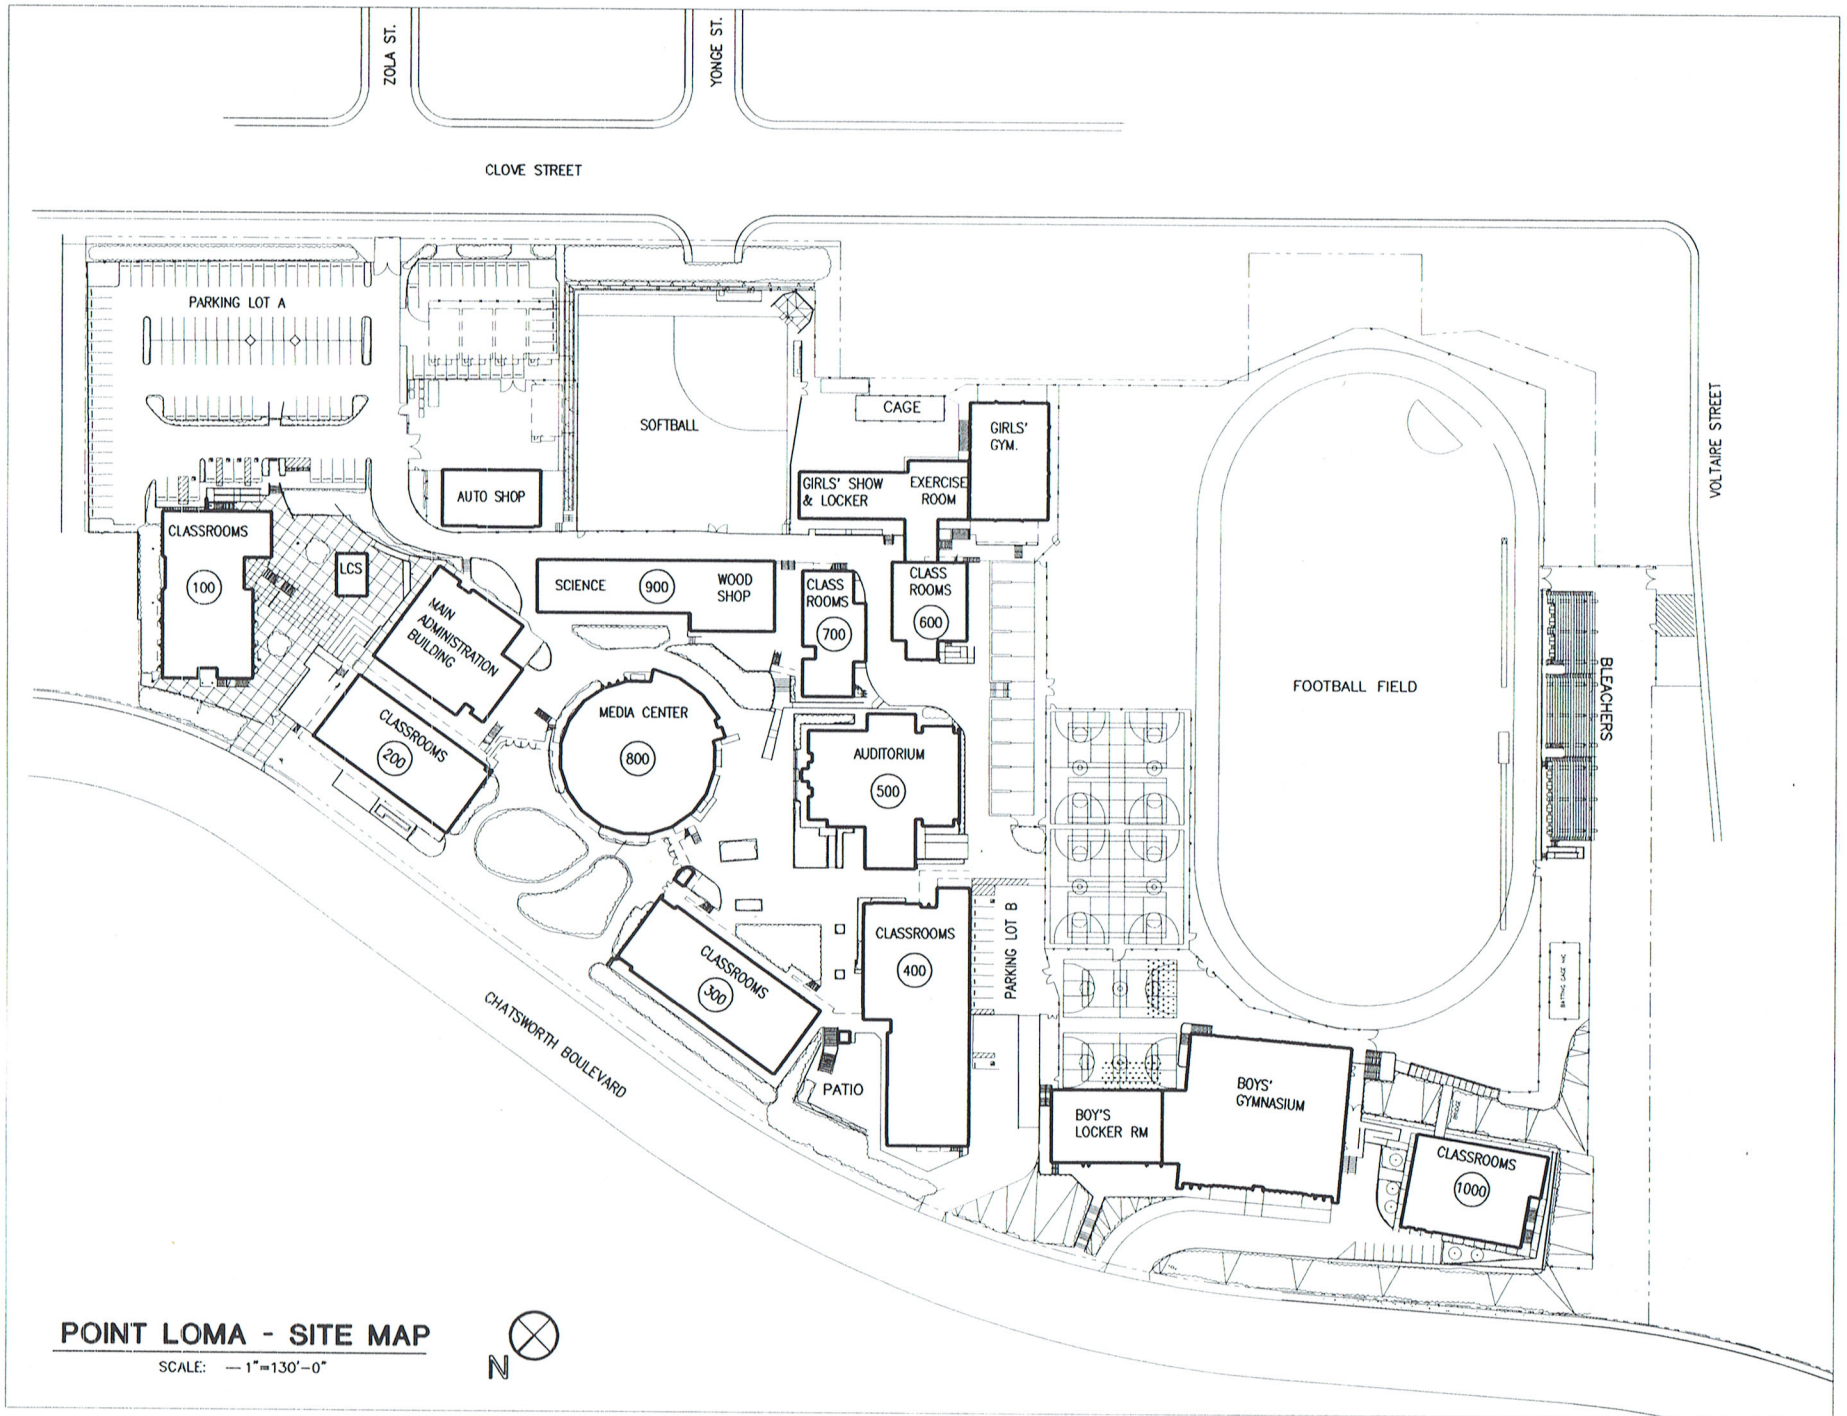 ZOLA ST.
YONGE ST.
CLOVE STREET
PARKING LOT A
SOFTBALL
CAGE
GIRLS'
GYM.
VOLTAIRE STREET
AUTO SHOP
GIRLS' SHOW
& LOCKER
EXERCISE
ROOM
CLASSROOMS
100
LCS
MAIN
ADMINISTRATION
BUILDING
SCIENCE
900
WOOD
SHOP
CLASS
ROOMS
700
CLASS
ROOMS
600
FOOTBALL FIELD
BLEACHERS
CLASSROOMS
200
MEDIA CENTER
800
AUDITORIUM
500
CLASSROOMS
300
CLASSROOMS
400
PARKING LOT B
CHATSWORTH BOULEVARD
PATIO
BOY'S
LOCKER RM
BOYS'
GYMNASIUM
BRIDGE
CLASSROOMS
1000
POINT LOMA - SITE MAP
SCALE: — 1"=130'-0"
N